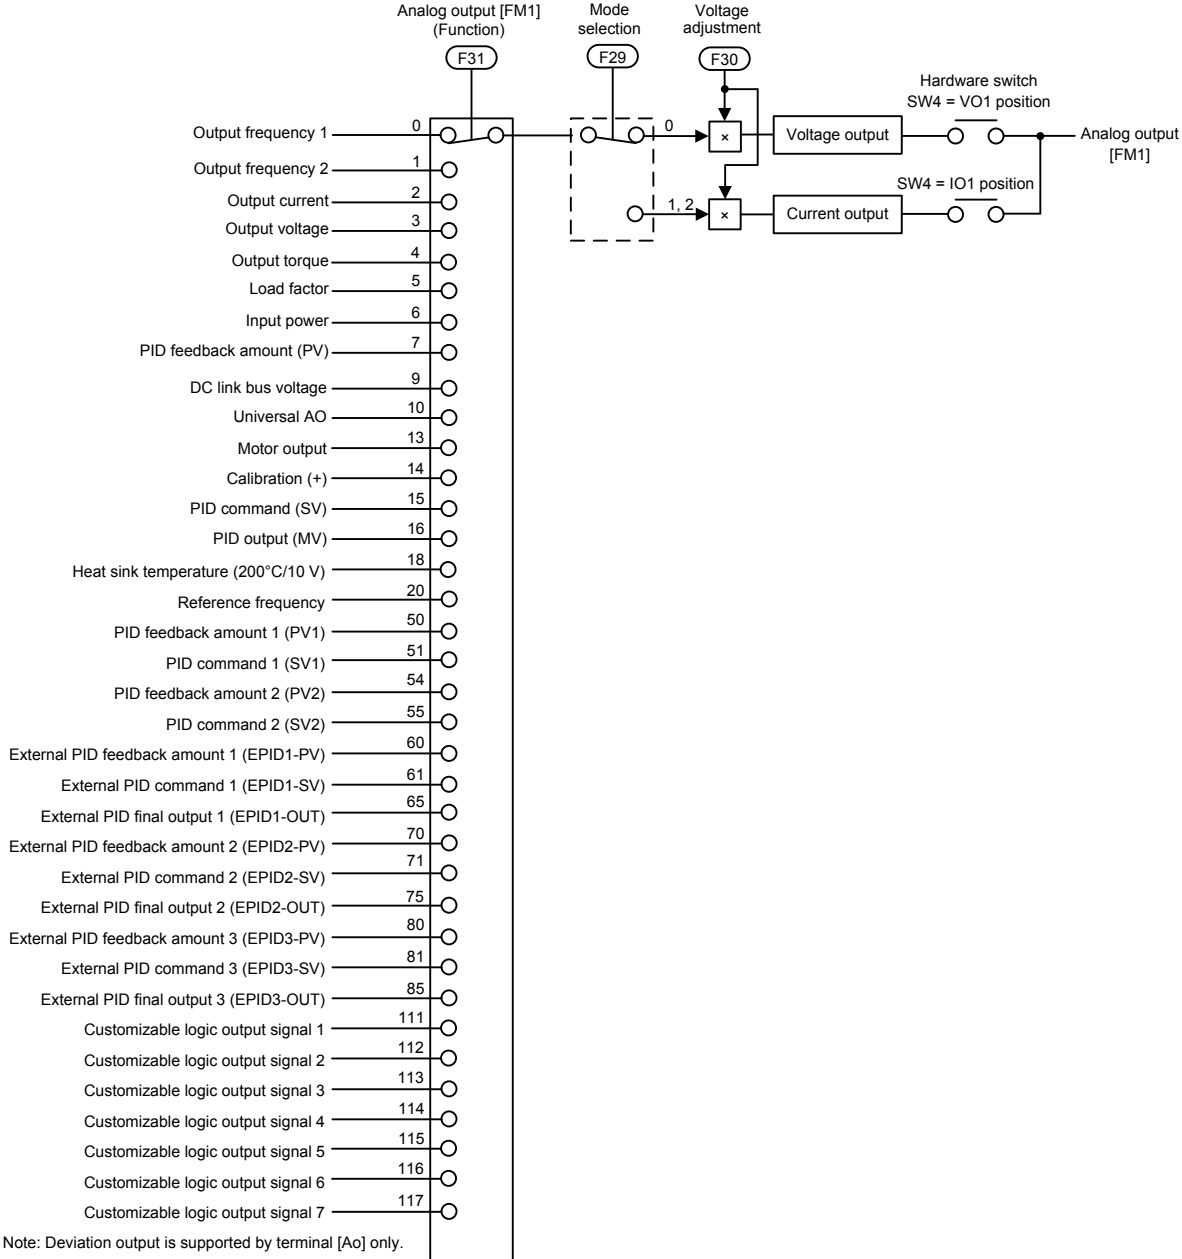 Analog output [FM1]
(Function)
Mode
selection
Voltage
adjustment
F31
F29
F30
Hardware switch
SW4 = VO1 position
Output frequency 1 0
0
×
Voltage output
Analog output
[FM1]
Output frequency 2 1
SW4 = IO1 position
Output current 2
1, 2
×
Current output
Output voltage 3
Output torque 4
Load factor 5
Input power 6
PID feedback amount (PV) 7
DC link bus voltage 9
Universal AO 10
Motor output 13
Calibration (+) 14
PID command (SV) 15
PID output (MV) 16
Heat sink temperature (200°C/10 V) 18
Reference frequency 20
PID feedback amount 1 (PV1) 50
PID command 1 (SV1) 51
PID feedback amount 2 (PV2) 54
PID command 2 (SV2) 55
External PID feedback amount 1 (EPID1-PV) 60
External PID command 1 (EPID1-SV) 61
External PID final output 1 (EPID1-OUT) 65
External PID feedback amount 2 (EPID2-PV) 70
External PID command 2 (EPID2-SV) 71
External PID final output 2 (EPID2-OUT) 75
External PID feedback amount 3 (EPID3-PV) 80
External PID command 3 (EPID3-SV) 81
External PID final output 3 (EPID3-OUT) 85
Customizable logic output signal 1 111
Customizable logic output signal 2 112
Customizable logic output signal 3 113
Customizable logic output signal 4 114
Customizable logic output signal 5 115
Customizable logic output signal 6 116
Customizable logic output signal 7 117
Note: Deviation output is supported by terminal [Ao] only.